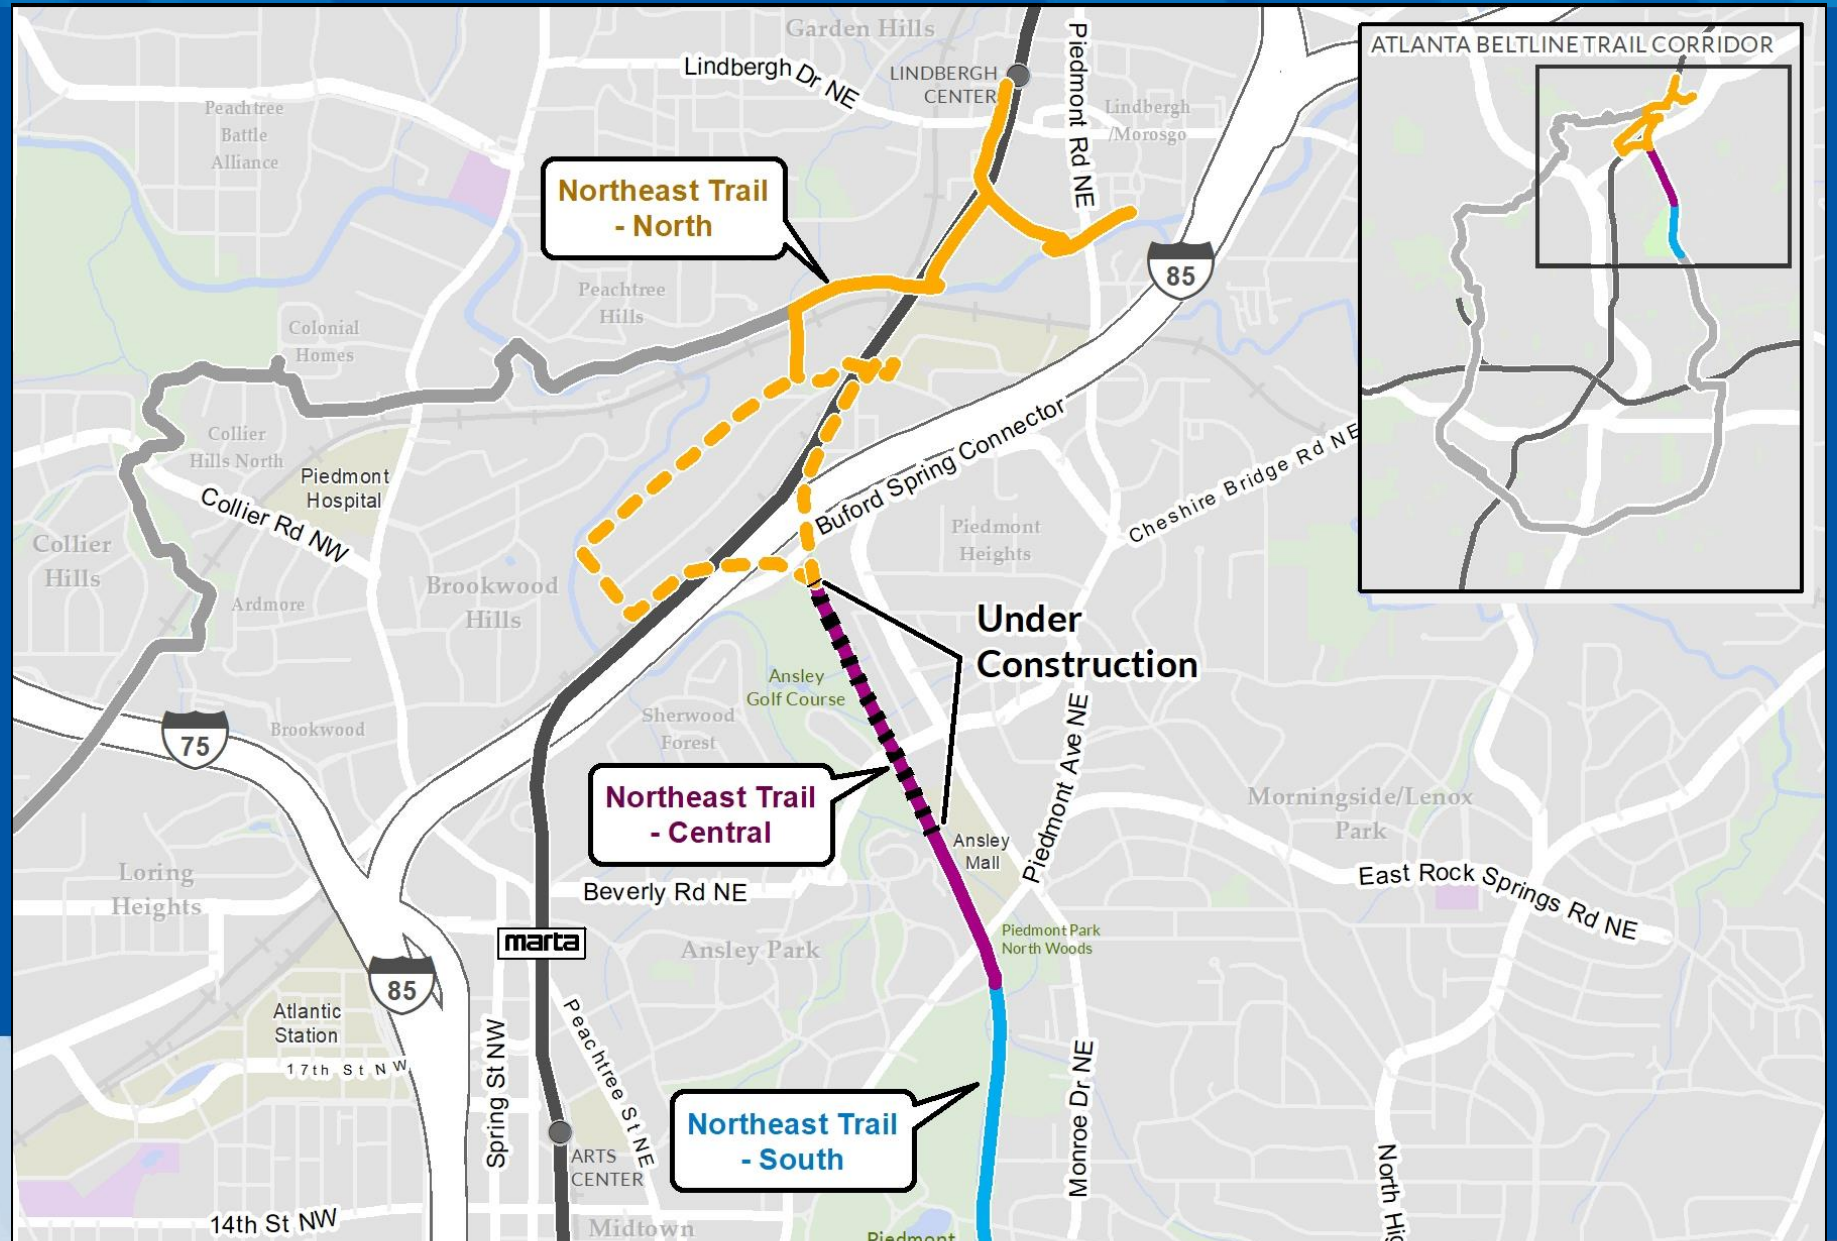 Garden Hills
Lindbergh Dr NE
LINDBERGH
CENTER
Piedmont Rd NE
Lindbergh
/Morosgo
Peachtree
Battle
Alliance
Northeast Trail
- North
85
Peachtree
Hills
Colonial
Homes
Collier
Hills North
Piedmont
Hospital
Collier Rd NW
Collier
Hills
Ardmore
Brookwood
Hills
Buford Spring Connector
Cheshire Bridge Rd NE
Piedmont
Heights
ATLANTA BELTLINE TRAIL CORRIDOR
Under
Construction
Ansley
Golf Course
Sherwood
Forest
75
Brookwood
Northeast Trail
- Central
Piedmont Ave NE
Morningside/Lenox
Park
Ansley
Mall
Loring
Heights
Beverly Rd NE
East Rock Springs Rd NE
marta
Ansley Park
Piedmont Park
North Woods
85
Atlantic
Station
17th St NW
Spring St NW
Peachtree St NE
Monroe Dr NE
Northeast Trail
- South
ARTS
CENTER
14th St NW
Midtown
Piedmont
North Hig